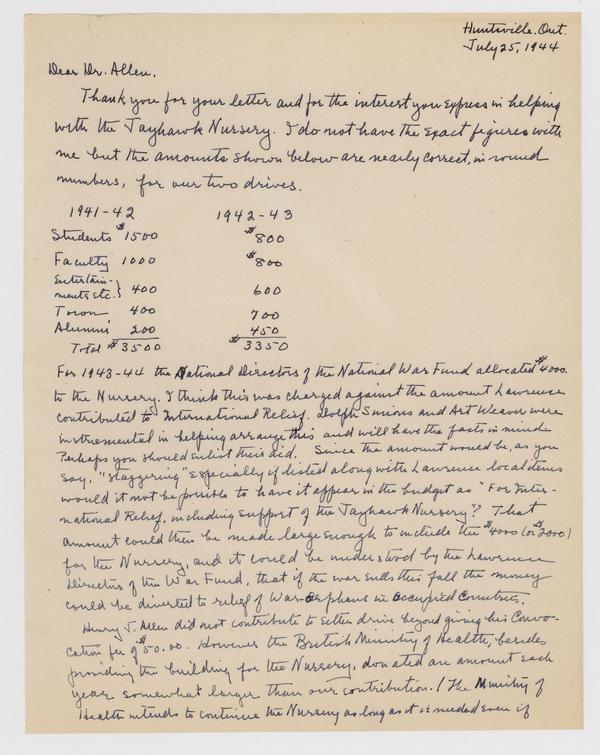 Huntsville. Ont.
July 25, 1944
Dear Dr. Allen,
Thank you for your letter and for the interest you express in helping
with the Jayhawk Nursery. I do not have the exact figures with
me but the amounts shown below are nearly correct, in round
numbers, for our two drives.
1941-42 1942-43
Students $1500 $800
Faculty 1000 $800
Entertain-
ments etc.} 400 600
Town 400 700
Alumni 200 450
Total $3500 $3350
For 1943-44 the National Directors of the National War Fund allocated $4000.
to the Nursery. I think this was charged against the amount Lawrence
contributed to International Relief. Dolph Simons and Art Weaver were
instremental in helping arrange this and will have the facts in minde
Perhaps you should enlist their aid. Since the amount would be, as you
say, "staggering" especially if listed along with Lawrence local items
would it not be possible to have it appear in the budget as "For Inter-
national Relief, including support of the Jayhawk Nursery"? That
amount could then be made large enough to include the $4000 (or $2000)
for the Nursery, and it could be understood by the Lawrence
Directors of the War Fund, that if the war ends this fall the money
could be diverted to relief of War-Orphans in Occupied Countries.
Henry J. Allen did not contribute to either drive beyond giving his Convo-
cation fee of $50.00. However the British Ministry of Health, besides
providing the building for the Nursery, donated an amount each
year somewhat larger than our contribution. / The Ministry of
Health intends to continue the Nursery as long as it is needed even if